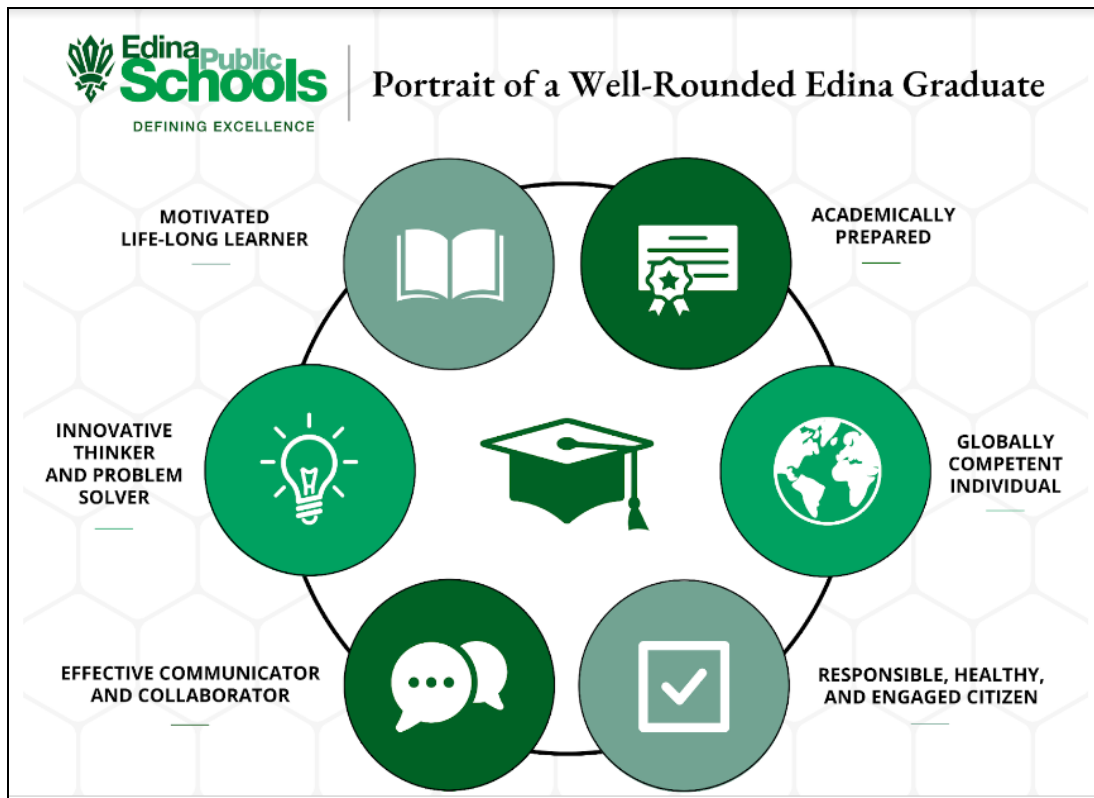 Edina Public
Schools
DEFINING EXCELLENCE
Portrait of a Well-Rounded Edina Graduate
MOTIVATED
LIFE-LONG LEARNER
ACADEMICALLY
PREPARED
INNOVATIVE
THINKER
AND PROBLEM
SOLVER
GLOBALLY
COMPETENT
INDIVIDUAL
EFFECTIVE COMMUNICATOR
AND COLLABORATOR
RESPONSIBLE, HEALTHY,
AND ENGAGED CITIZEN